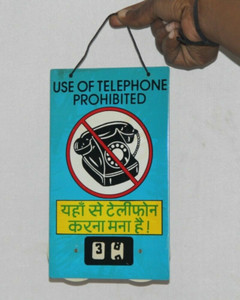 USE OF TELEPHONE
PROHIBITED
यहाँ से टेलीफोन
करना मना है!
3